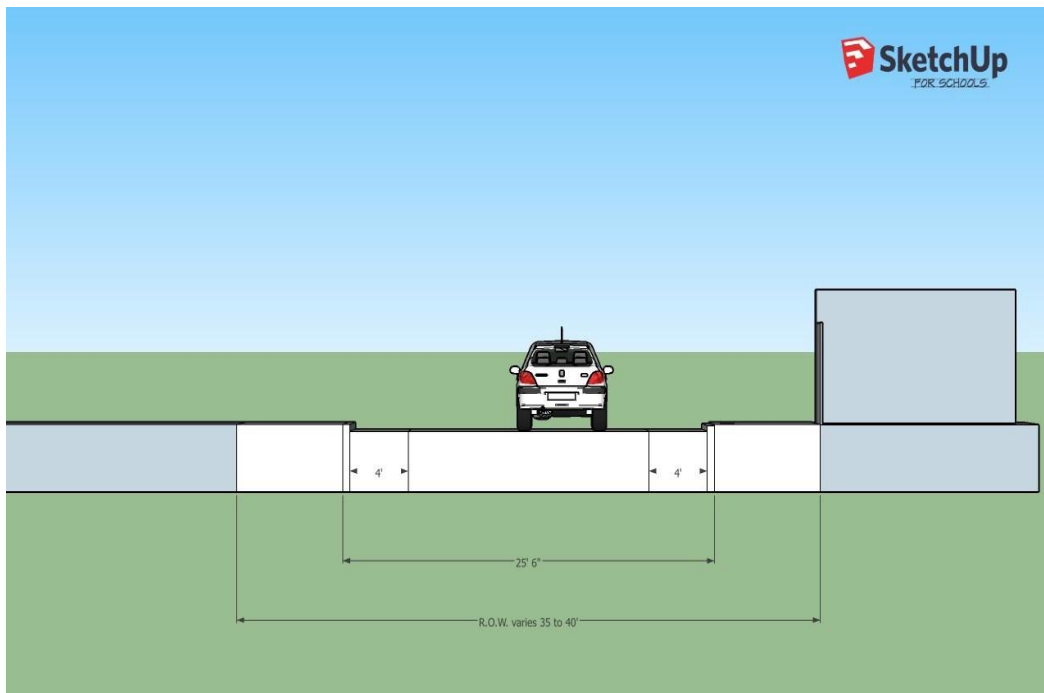 SketchUp
FOR SCHOOLS
4'
4'
25' 6"
R.O.W. varies 35 to 40'